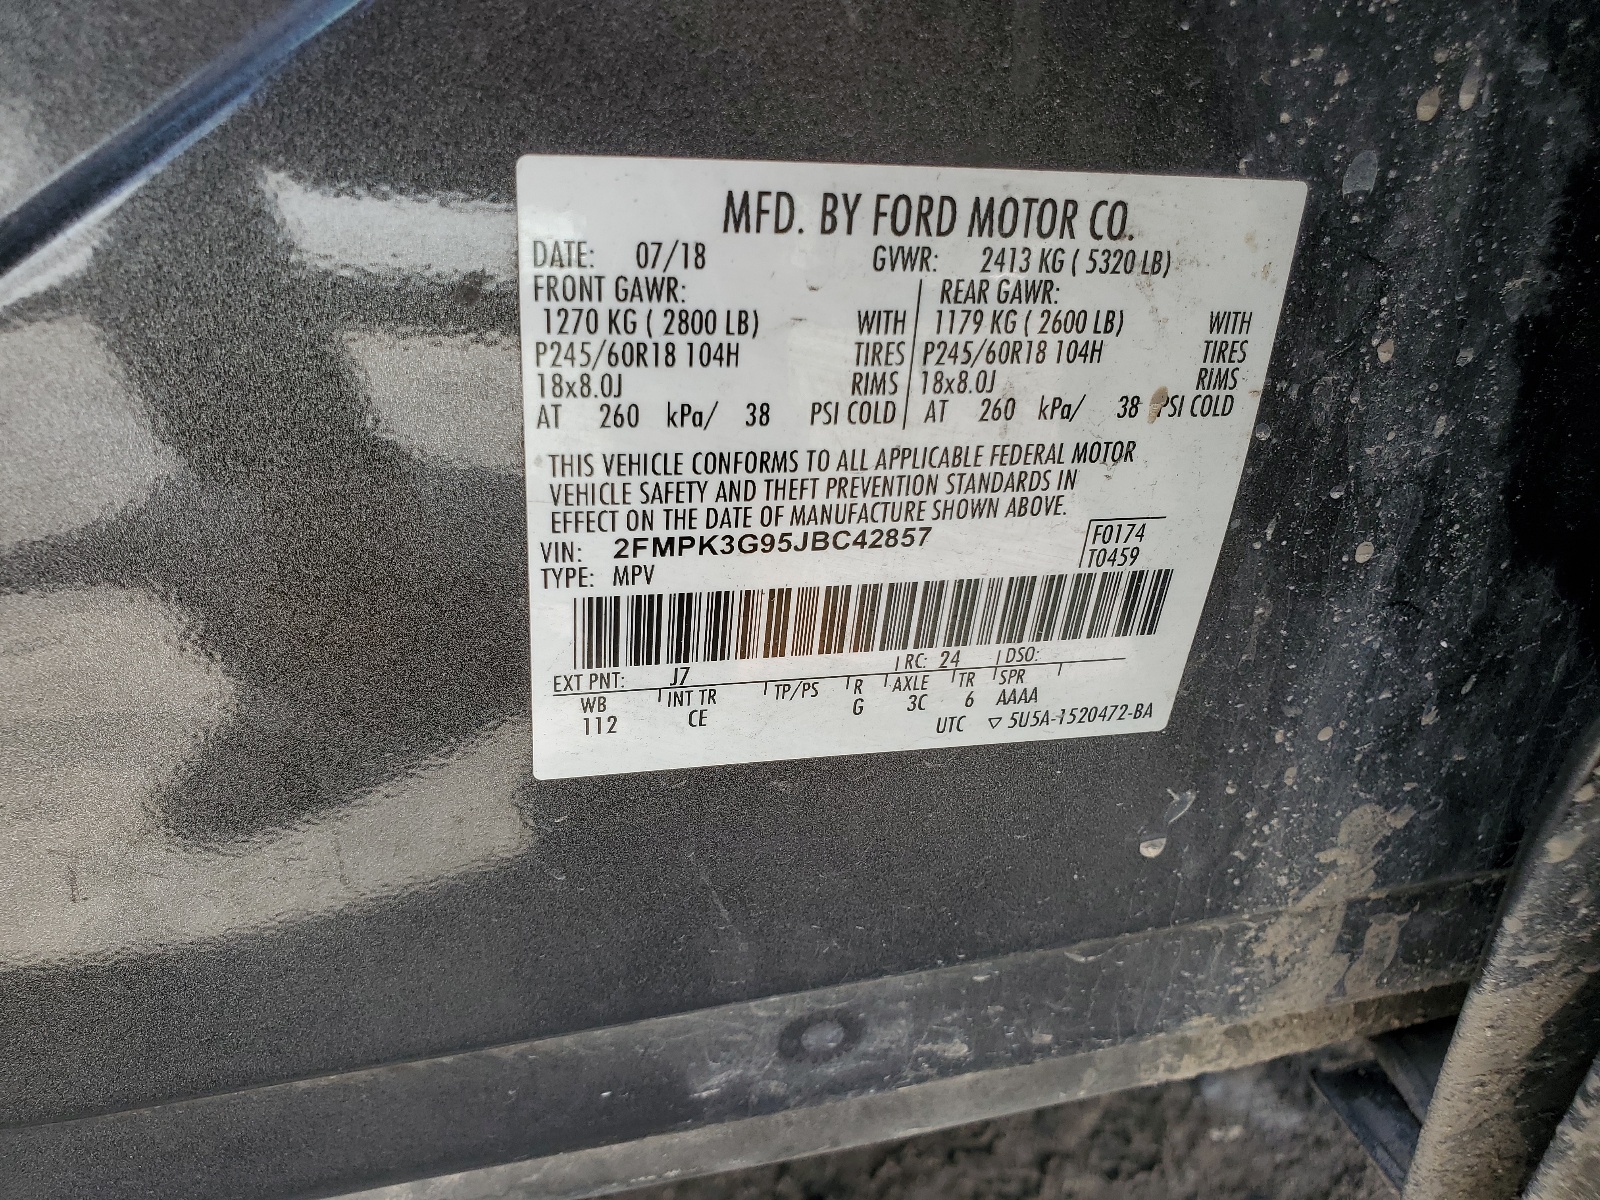 MFD. BY FORD MOTOR CO.
DATE: 07/18 GVWR: 2413 KG ( 5320 LB)
FRONT GAWR: REAR GAWR:
1270 KG ( 2800 LB) WITH 1179 KG ( 2600 LB) WITH
P245/60R18 104H TIRES P245/60R18 104H TIRES
18x8.0J RIMS 18x8.0J RIMS
AT 260 kPa/ 38 PSI COLD AT 260 kPa/ 38 PSI COLD
THIS VEHICLE CONFORMS TO ALL APPLICABLE FEDERAL MOTOR
VEHICLE SAFETY AND THEFT PREVENTION STANDARDS IN
EFFECT ON THE DATE OF MANUFACTURE SHOWN ABOVE.
VIN: 2FMPK3G95JBC42857 F0174
TYPE: MPV T0459
EXT PNT: J7 RC: 24 DSO:
WB INT TR TP/PS R AXLE TR SPR
112 CE G 3C 6 AAAA
UTC ▽ 5U5A-1520472-BA